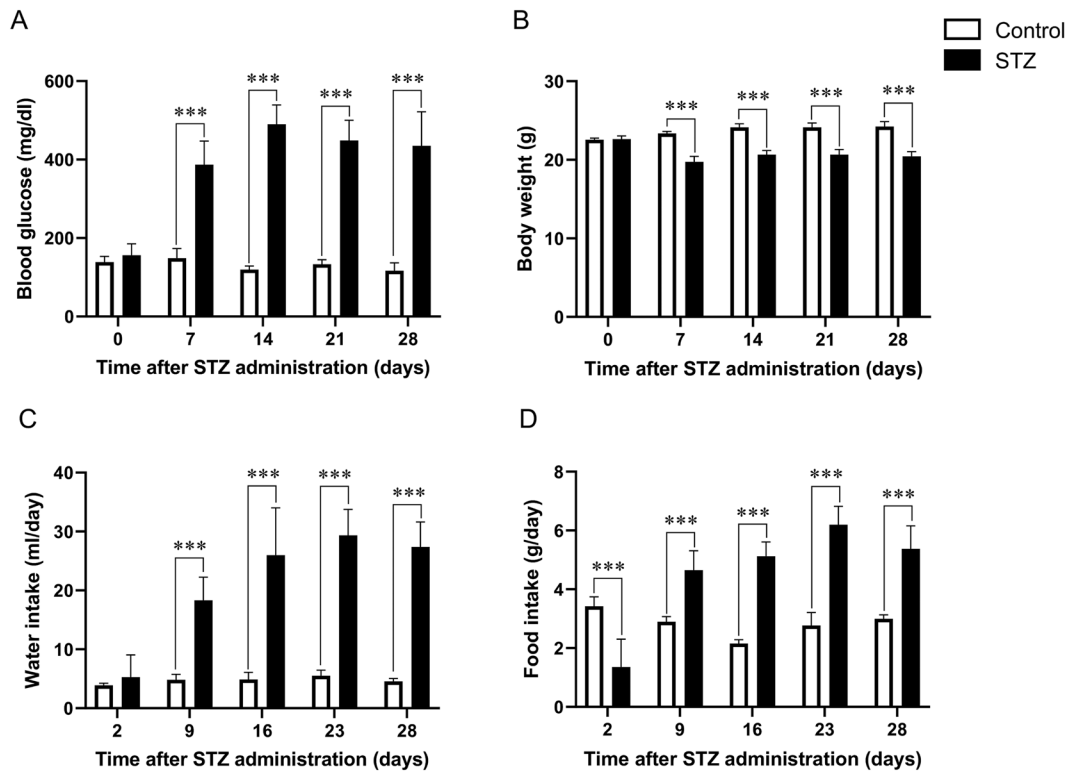 A
B
Control
STZ
Blood glucose (mg/dl)
600
400
200
0
***
***
***
***
0 7 14 21 28
Time after STZ administration (days)
Body weight (g)
30
20
10
0
***
***
***
***
0 7 14 21 28
Time after STZ administration (days)
C
D
Water intake (ml/day)
40
30
20
10
0
***
***
***
***
2 9 16 23 28
Time after STZ administration (days)
Food intake (g/day)
8
6
4
2
0
***
***
***
***
***
2 9 16 23 28
Time after STZ administration (days)